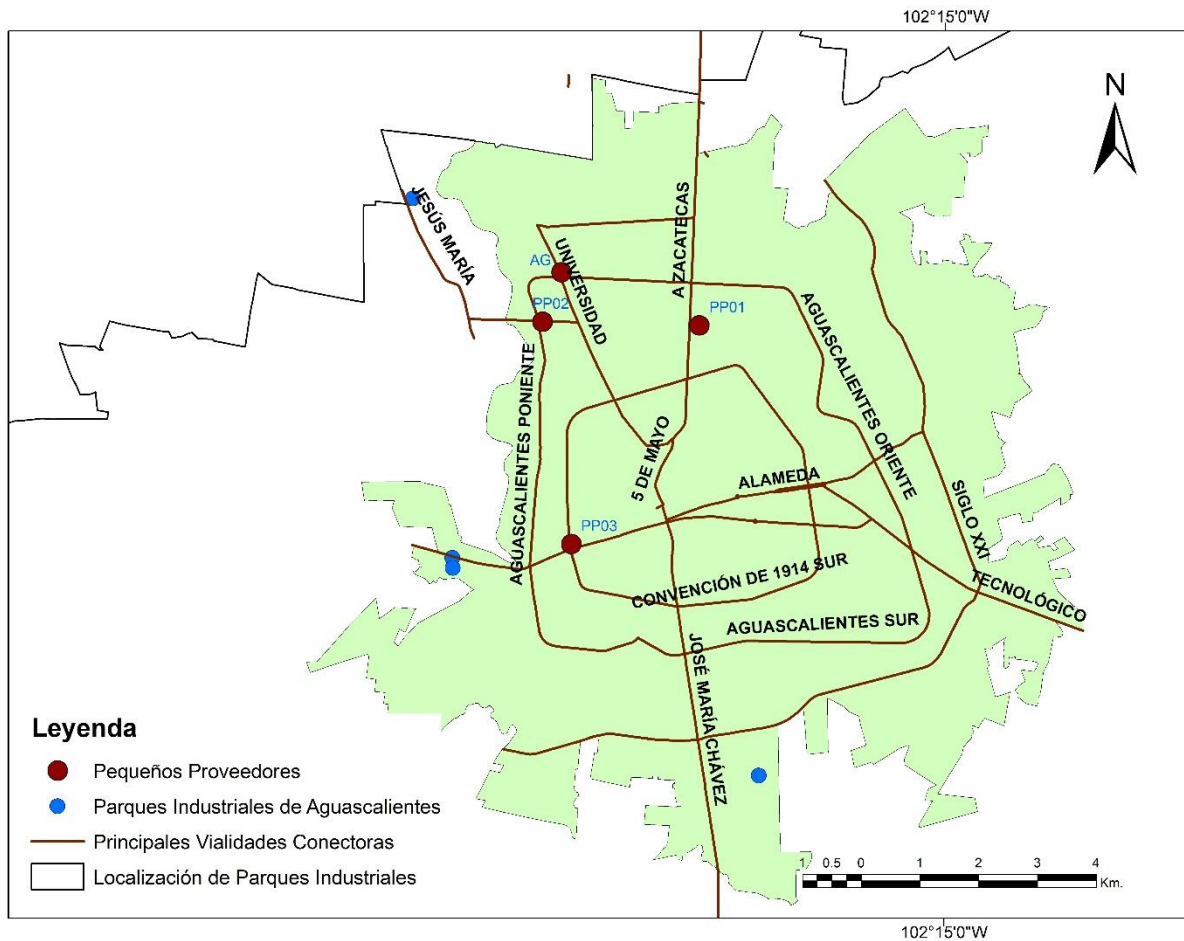 102°15'0"W
N
JESÚS MARÍA
A ZACATECAS
UNIVERSIDAD
AG
PP02
PP01
AGUASCALIENTES ORIENTE
AGUASCALIENTES PONIENTE
5 DE MAYO
ALAMEDA
SIGLO XXI
PP03
TECNOLÓGICO
CONVENCIÓN DE 1914 SUR
AGUASCALIENTES SUR
JOSÉ MARÍA CHÁVEZ
Leyenda
Pequeños Proveedores
Parques Industriales de Aguascalientes
Principales Vialidades Conectoras
Localización de Parques Industriales
1 0.5 0 1 2 3 4
Km.
102°15'0"W